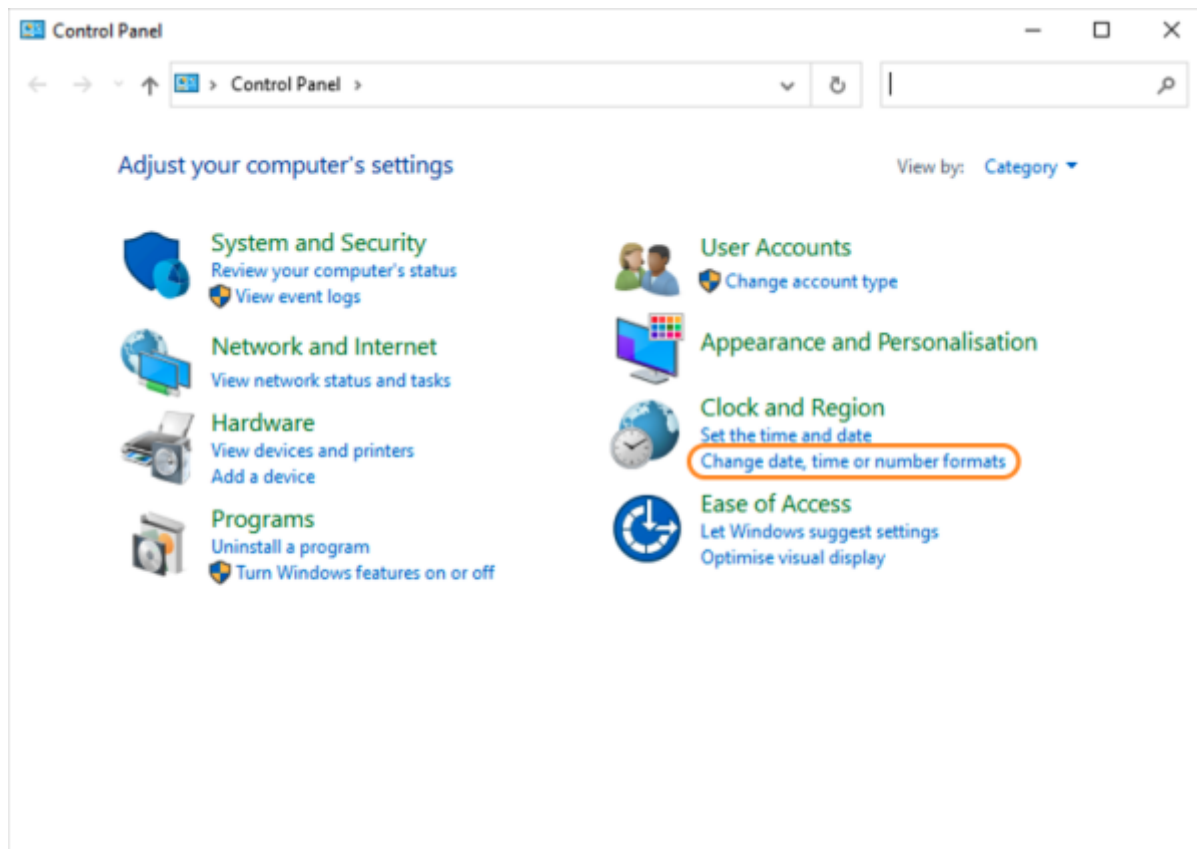 Control Panel
Control Panel
Adjust your computer's settings
View by: Category
System and Security
Review your computer's status
View event logs
Network and Internet
View network status and tasks
Hardware
View devices and printers
Add a device
Programs
Uninstall a program
Turn Windows features on or off
User Accounts
Change account type
Appearance and Personalisation
Clock and Region
Set the time and date
Change date, time or number formats
Ease of Access
Let Windows suggest settings
Optimise visual display